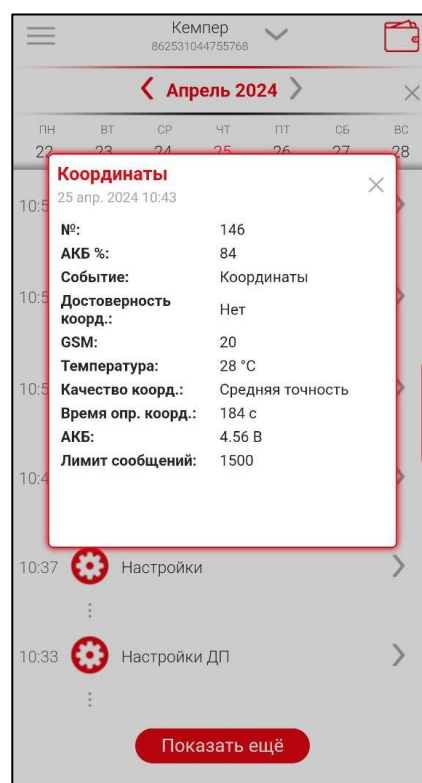 Кемпер
862531044755768
Апрель 2024
ПН ВТ СР ЧТ ПТ СБ ВС
22 23 24 25 26 27 28
Координаты
25 апр. 2024 10:43
№: 146
АКБ %: 84
Событие: Координаты
Достоверность
коорд.: Нет
GSM: 20
Температура: 28 °C
Качество коорд.: Средняя точность
Время опр. коорд.: 184 с
АКБ: 4.56 В
Лимит сообщений: 1500
10:37 Настройки
10:33 Настройки ДП
Показать ещё